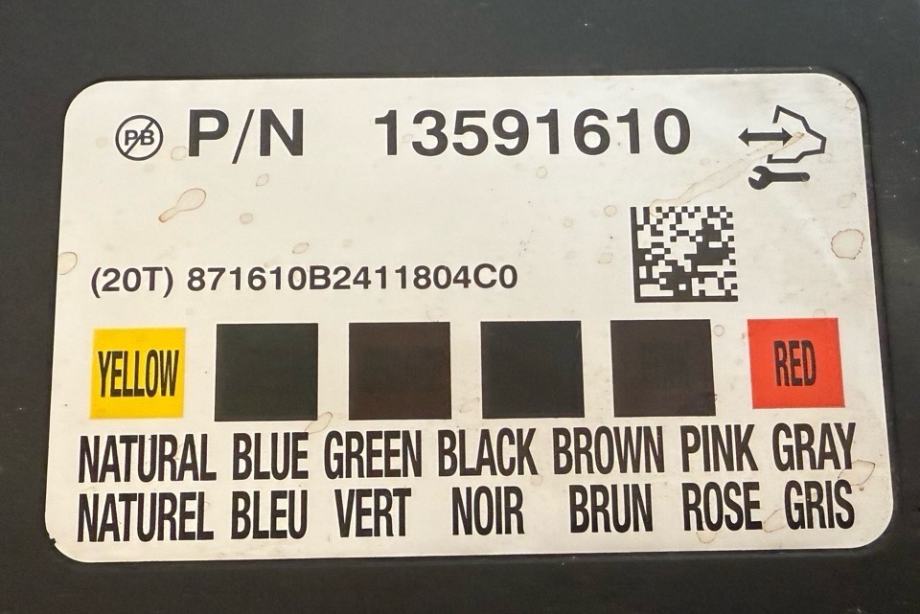 PB P/N 13591610
(20T) 871610B2411804C0
YELLOW RED
NATURAL BLUE GREEN BLACK BROWN PINK GRAY
NATUREL BLEU VERT NOIR BRUN ROSE GRIS